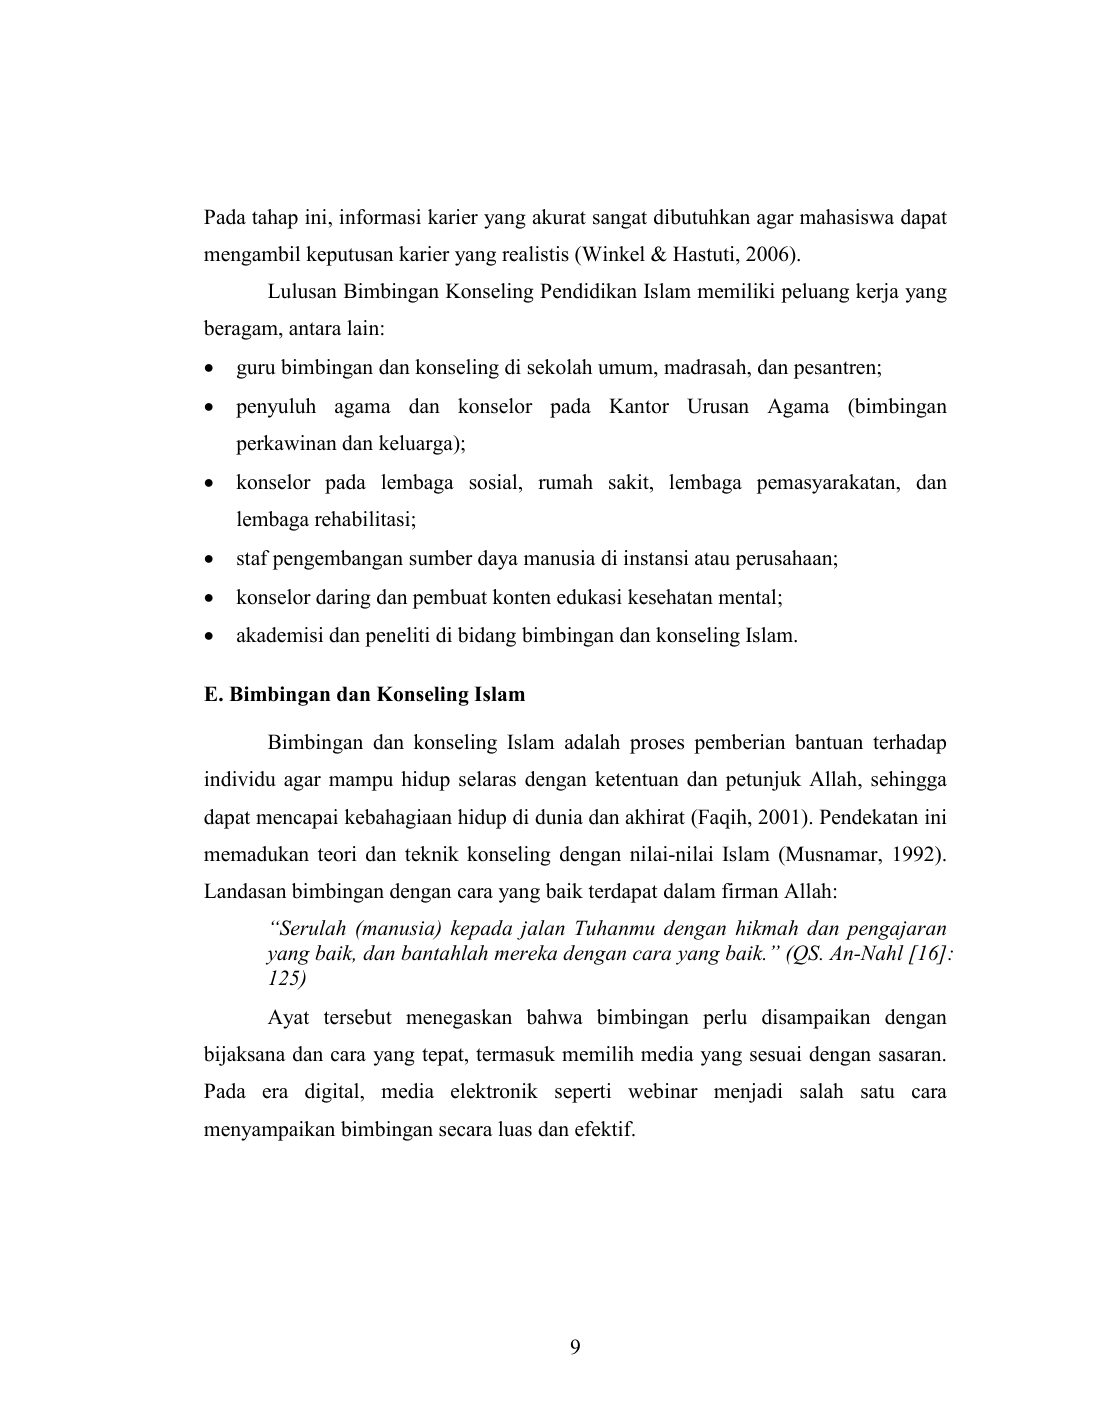 Pada tahap ini, informasi karier yang akurat sangat dibutuhkan agar mahasiswa dapat
mengambil keputusan karier yang realistis (Winkel & Hastuti, 2006).
Lulusan Bimbingan Konseling Pendidikan Islam memiliki peluang kerja yang
beragam, antara lain:
• guru bimbingan dan konseling di sekolah umum, madrasah, dan pesantren;
• penyuluh agama dan konselor pada Kantor Urusan Agama (bimbingan
perkawinan dan keluarga);
• konselor pada lembaga sosial, rumah sakit, lembaga pemasyarakatan, dan
lembaga rehabilitasi;
• staf pengembangan sumber daya manusia di instansi atau perusahaan;
• konselor daring dan pembuat konten edukasi kesehatan mental;
• akademisi dan peneliti di bidang bimbingan dan konseling Islam.
E. Bimbingan dan Konseling Islam
Bimbingan dan konseling Islam adalah proses pemberian bantuan terhadap
individu agar mampu hidup selaras dengan ketentuan dan petunjuk Allah, sehingga
dapat mencapai kebahagiaan hidup di dunia dan akhirat (Faqih, 2001). Pendekatan ini
memadukan teori dan teknik konseling dengan nilai-nilai Islam (Musnamar, 1992).
Landasan bimbingan dengan cara yang baik terdapat dalam firman Allah:
“Serulah (manusia) kepada jalan Tuhanmu dengan hikmah dan pengajaran
yang baik, dan bantahlah mereka dengan cara yang baik.” (QS. An-Nahl [16]:
125)
Ayat tersebut menegaskan bahwa bimbingan perlu disampaikan dengan
bijaksana dan cara yang tepat, termasuk memilih media yang sesuai dengan sasaran.
Pada era digital, media elektronik seperti webinar menjadi salah satu cara
menyampaikan bimbingan secara luas dan efektif.
9